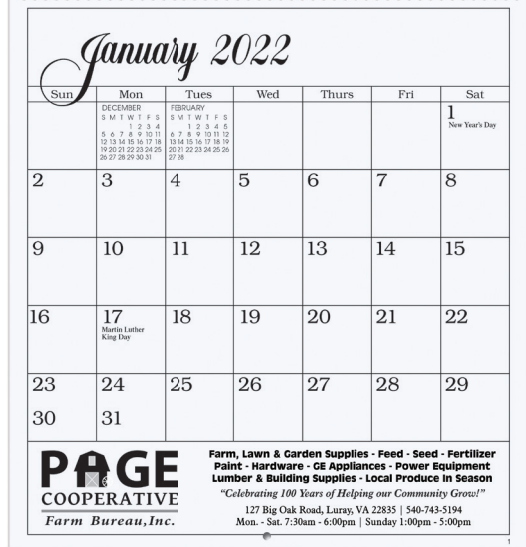 January 2022
Sun Mon Tues Wed Thurs Fri Sat
DECEMBER
S M T W T F S
1 2 3 4
5 6 7 8 9 10 11
12 13 14 15 16 17 18
19 20 21 22 23 24 25
26 27 28 29 30 31
FEBRUARY
S M T W T F S
1 2 3 4 5
6 7 8 9 10 11 12
13 14 15 16 17 18 19
20 21 22 23 24 25 26
27 28
1
New Year's Day
2 3 4 5 6 7 8
9 10 11 12 13 14 15
16 17 18 19 20 21 22
Martin Luther
King Day
23 24 25 26 27 28 29
30 31
PAGE
COOPERATIVE
Farm Bureau, Inc.
Farm, Lawn & Garden Supplies - Feed - Seed - Fertilizer
Paint - Hardware - GE Appliances - Power Equipment
Lumber & Building Supplies - Local Produce In Season
"Celebrating 100 Years of Helping our Community Grow!"
127 Big Oak Road, Luray, VA 22835 | 540-743-5194
Mon. - Sat. 7:30am - 6:00pm | Sunday 1:00pm - 5:00pm
1